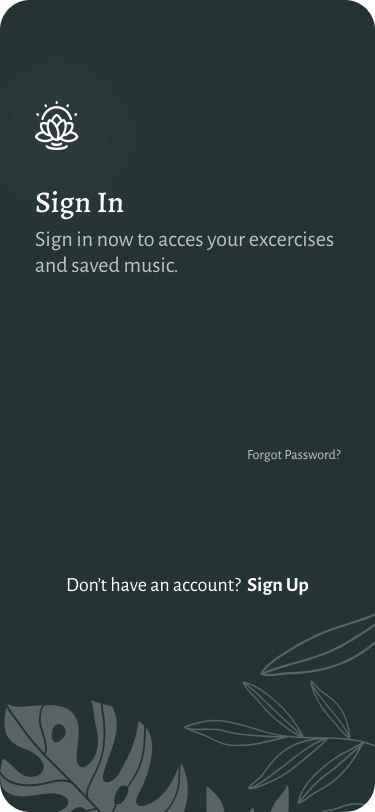 Sign In
Sign in now to acces your excercises
and saved music.
Forgot Password?
Don't have an account? Sign Up